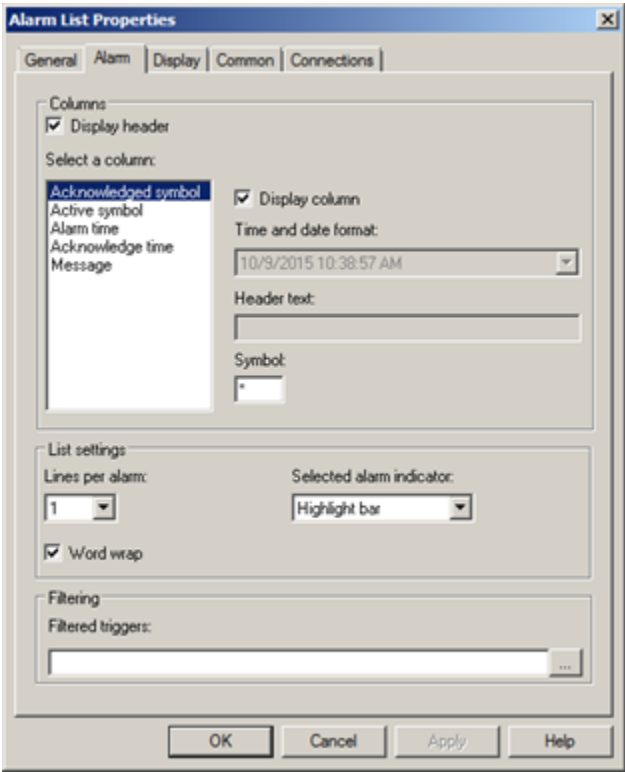 Alarm List Properties
General Alarm Display Common Connections
Columns
Display header
Select a column:
Acknowledged symbol
Active symbol
Alarm time
Acknowledge time
Message
Display column
Time and date format:
10/9/2015 10:38:57 AM
Header text:
Symbol:
*
List settings
Lines per alarm:
1
Selected alarm indicator:
Highlight bar
Word wrap
Filtering
Filtered triggers:
...
OK Cancel Apply Help